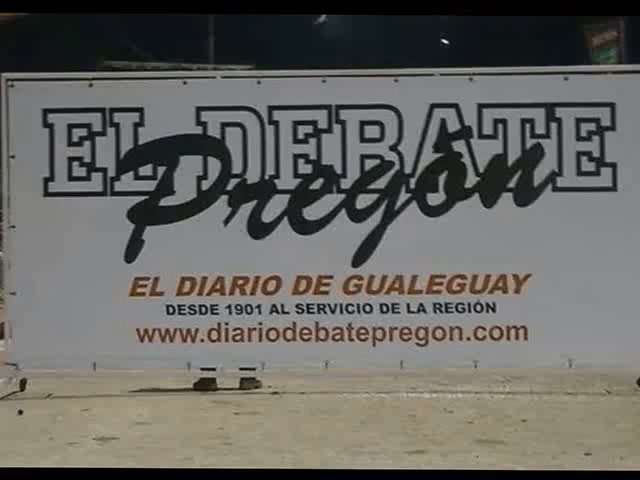 EL DEBATE
Pregón
EL DIARIO DE GUALEGUAY
DESDE 1901 AL SERVICIO DE LA REGIÓN
www.diariodebatepregon.com